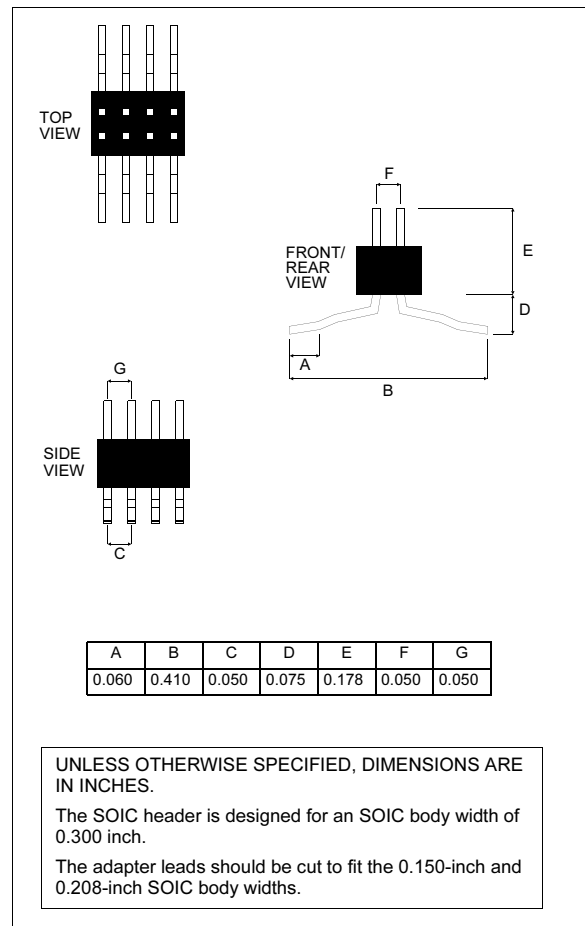 TOP
VIEW
F
FRONT/
REAR
VIEW
E
D
A
B
G
SIDE
VIEW
C
A B C D E F G
0.060 0.410 0.050 0.075 0.178 0.050 0.050
UNLESS OTHERWISE SPECIFIED, DIMENSIONS ARE
IN INCHES.
The SOIC header is designed for an SOIC body width of
0.300 inch.
The adapter leads should be cut to fit the 0.150-inch and
0.208-inch SOIC body widths.